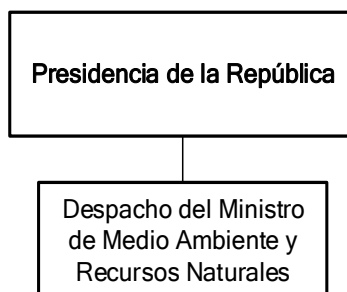 Presidencia de la República
Despacho del Ministro
de Medio Ambiente y
Recursos Naturales